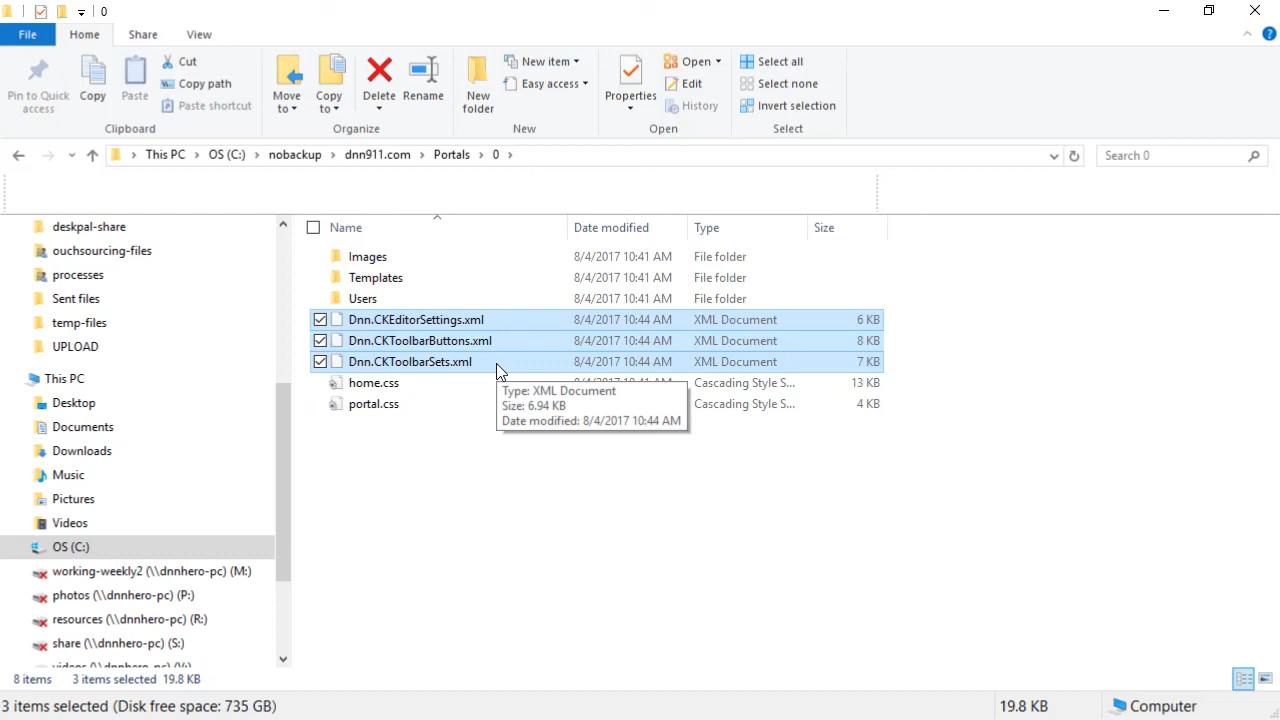 0
File Home Share View
Pin to Quick access
Copy
Paste
Cut
Copy path
Paste shortcut
Clipboard
Move to
Copy to
Delete
Rename
Organize
New folder
New item
Easy access
New
Properties
Open
Edit
History
Open
Select all
Select none
Invert selection
Select
This PC > OS (C:) > nobackup > dnn911.com > Portals > 0 >
Search 0
deskpal-share
ouchsourcing-files
processes
Sent files
temp-files
UPLOAD
This PC
Desktop
Documents
Downloads
Music
Pictures
Videos
OS (C:)
working-weekly2 (\\dnnhero-pc) (M:)
photos (\\dnnhero-pc) (P:)
resources (\\dnnhero-pc) (R:)
share (\\dnnhero-pc) (S:)
videos (\\dnnhero-pc) (V:)
Name Date modified Type Size
Images 8/4/2017 10:41 AM File folder
Templates 8/4/2017 10:41 AM File folder
Users 8/4/2017 10:41 AM File folder
Dnn.CKEditorSettings.xml 8/4/2017 10:44 AM XML Document 6 KB
Dnn.CKToolbarButtons.xml 8/4/2017 10:44 AM XML Document 8 KB
Dnn.CKToolbarSets.xml 8/4/2017 10:44 AM XML Document 7 KB
home.css 8/4/2017 10:41 AM Cascading Style S... 13 KB
portal.css Cascading Style S... 4 KB
Type: XML Document
Size: 6.94 KB
Date modified: 8/4/2017 10:44 AM
8 items 3 items selected 19.8 KB
3 items selected (Disk free space: 735 GB) 19.8 KB Computer